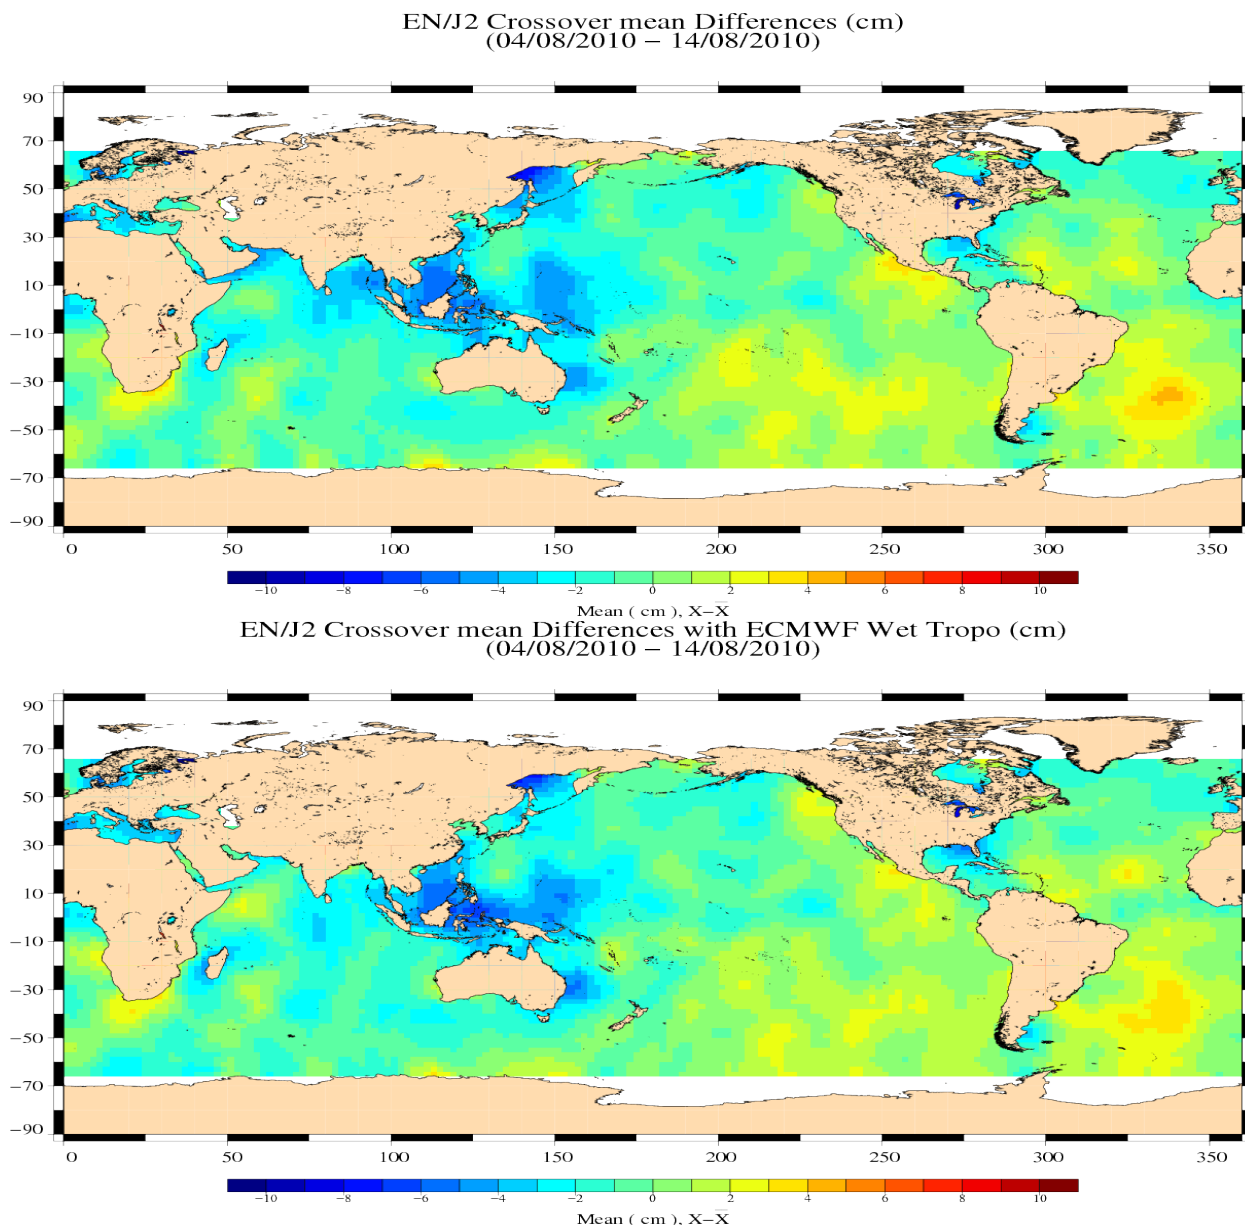 EN/J2 Crossover mean Differences (cm)
(04/08/2010 − 14/08/2010)
90
70
50
30
10
−10
−30
−50
−70
−90
0 50 100 150 200 250 300 350
−10 −8 −6 −4 −2 0 2 4 6 8 10
Mean ( cm ), X−X̄
EN/J2 Crossover mean Differences with ECMWF Wet Tropo (cm)
(04/08/2010 − 14/08/2010)
90
70
50
30
10
−10
−30
−50
−70
−90
0 50 100 150 200 250 300 350
−10 −8 −6 −4 −2 0 2 4 6 8 10
Mean ( cm ), X−X̄